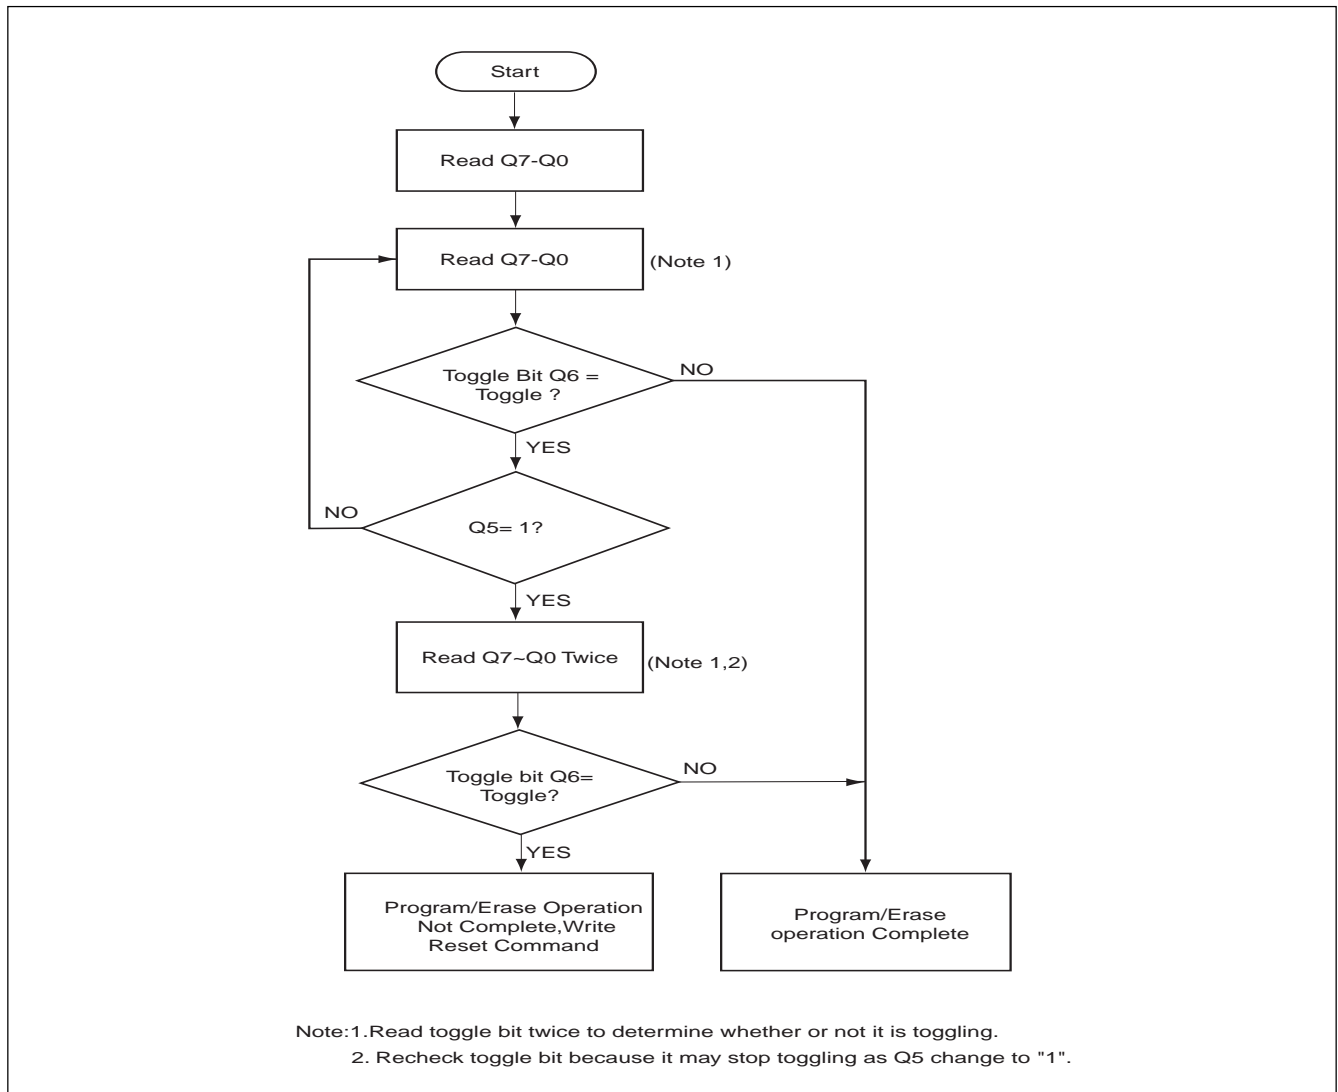 Start
Read Q7-Q0
Read Q7-Q0
(Note 1)
Toggle Bit Q6 =
Toggle ?
NO
YES
NO
Q5= 1?
YES
Read Q7~Q0 Twice
(Note 1,2)
Toggle bit Q6=
Toggle?
NO
YES
Program/Erase Operation
Not Complete,Write
Reset Command
Program/Erase
operation Complete
Note:1.Read toggle bit twice to determine whether or not it is toggling.
2. Recheck toggle bit because it may stop toggling as Q5 change to "1".